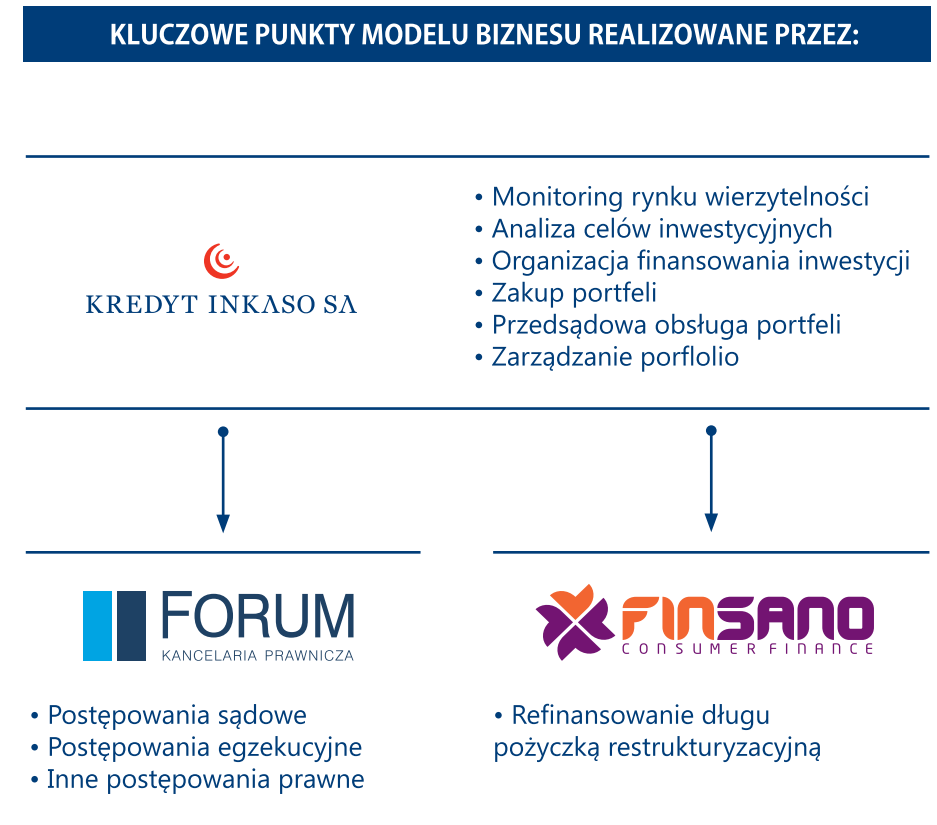 KLUCZOWE PUNKTY MODELU BIZNESU REALIZOWANE PRZEZ:
KREDYT INKASO SA
• Monitoring rynku wierzytelności
• Analiza celów inwestycyjnych
• Organizacja finansowania inwestycji
• Zakup portfeli
• Przedsądowa obsługa portfeli
• Zarządzanie porflolio
FORUM
KANCELARIA PRAWNICZA
• Postępowania sądowe
• Postępowania egzekucyjne
• Inne postępowania prawne
FINSANO
CONSUMER FINANCE
• Refinansowanie długu
pożyczką restrukturyzacyjną